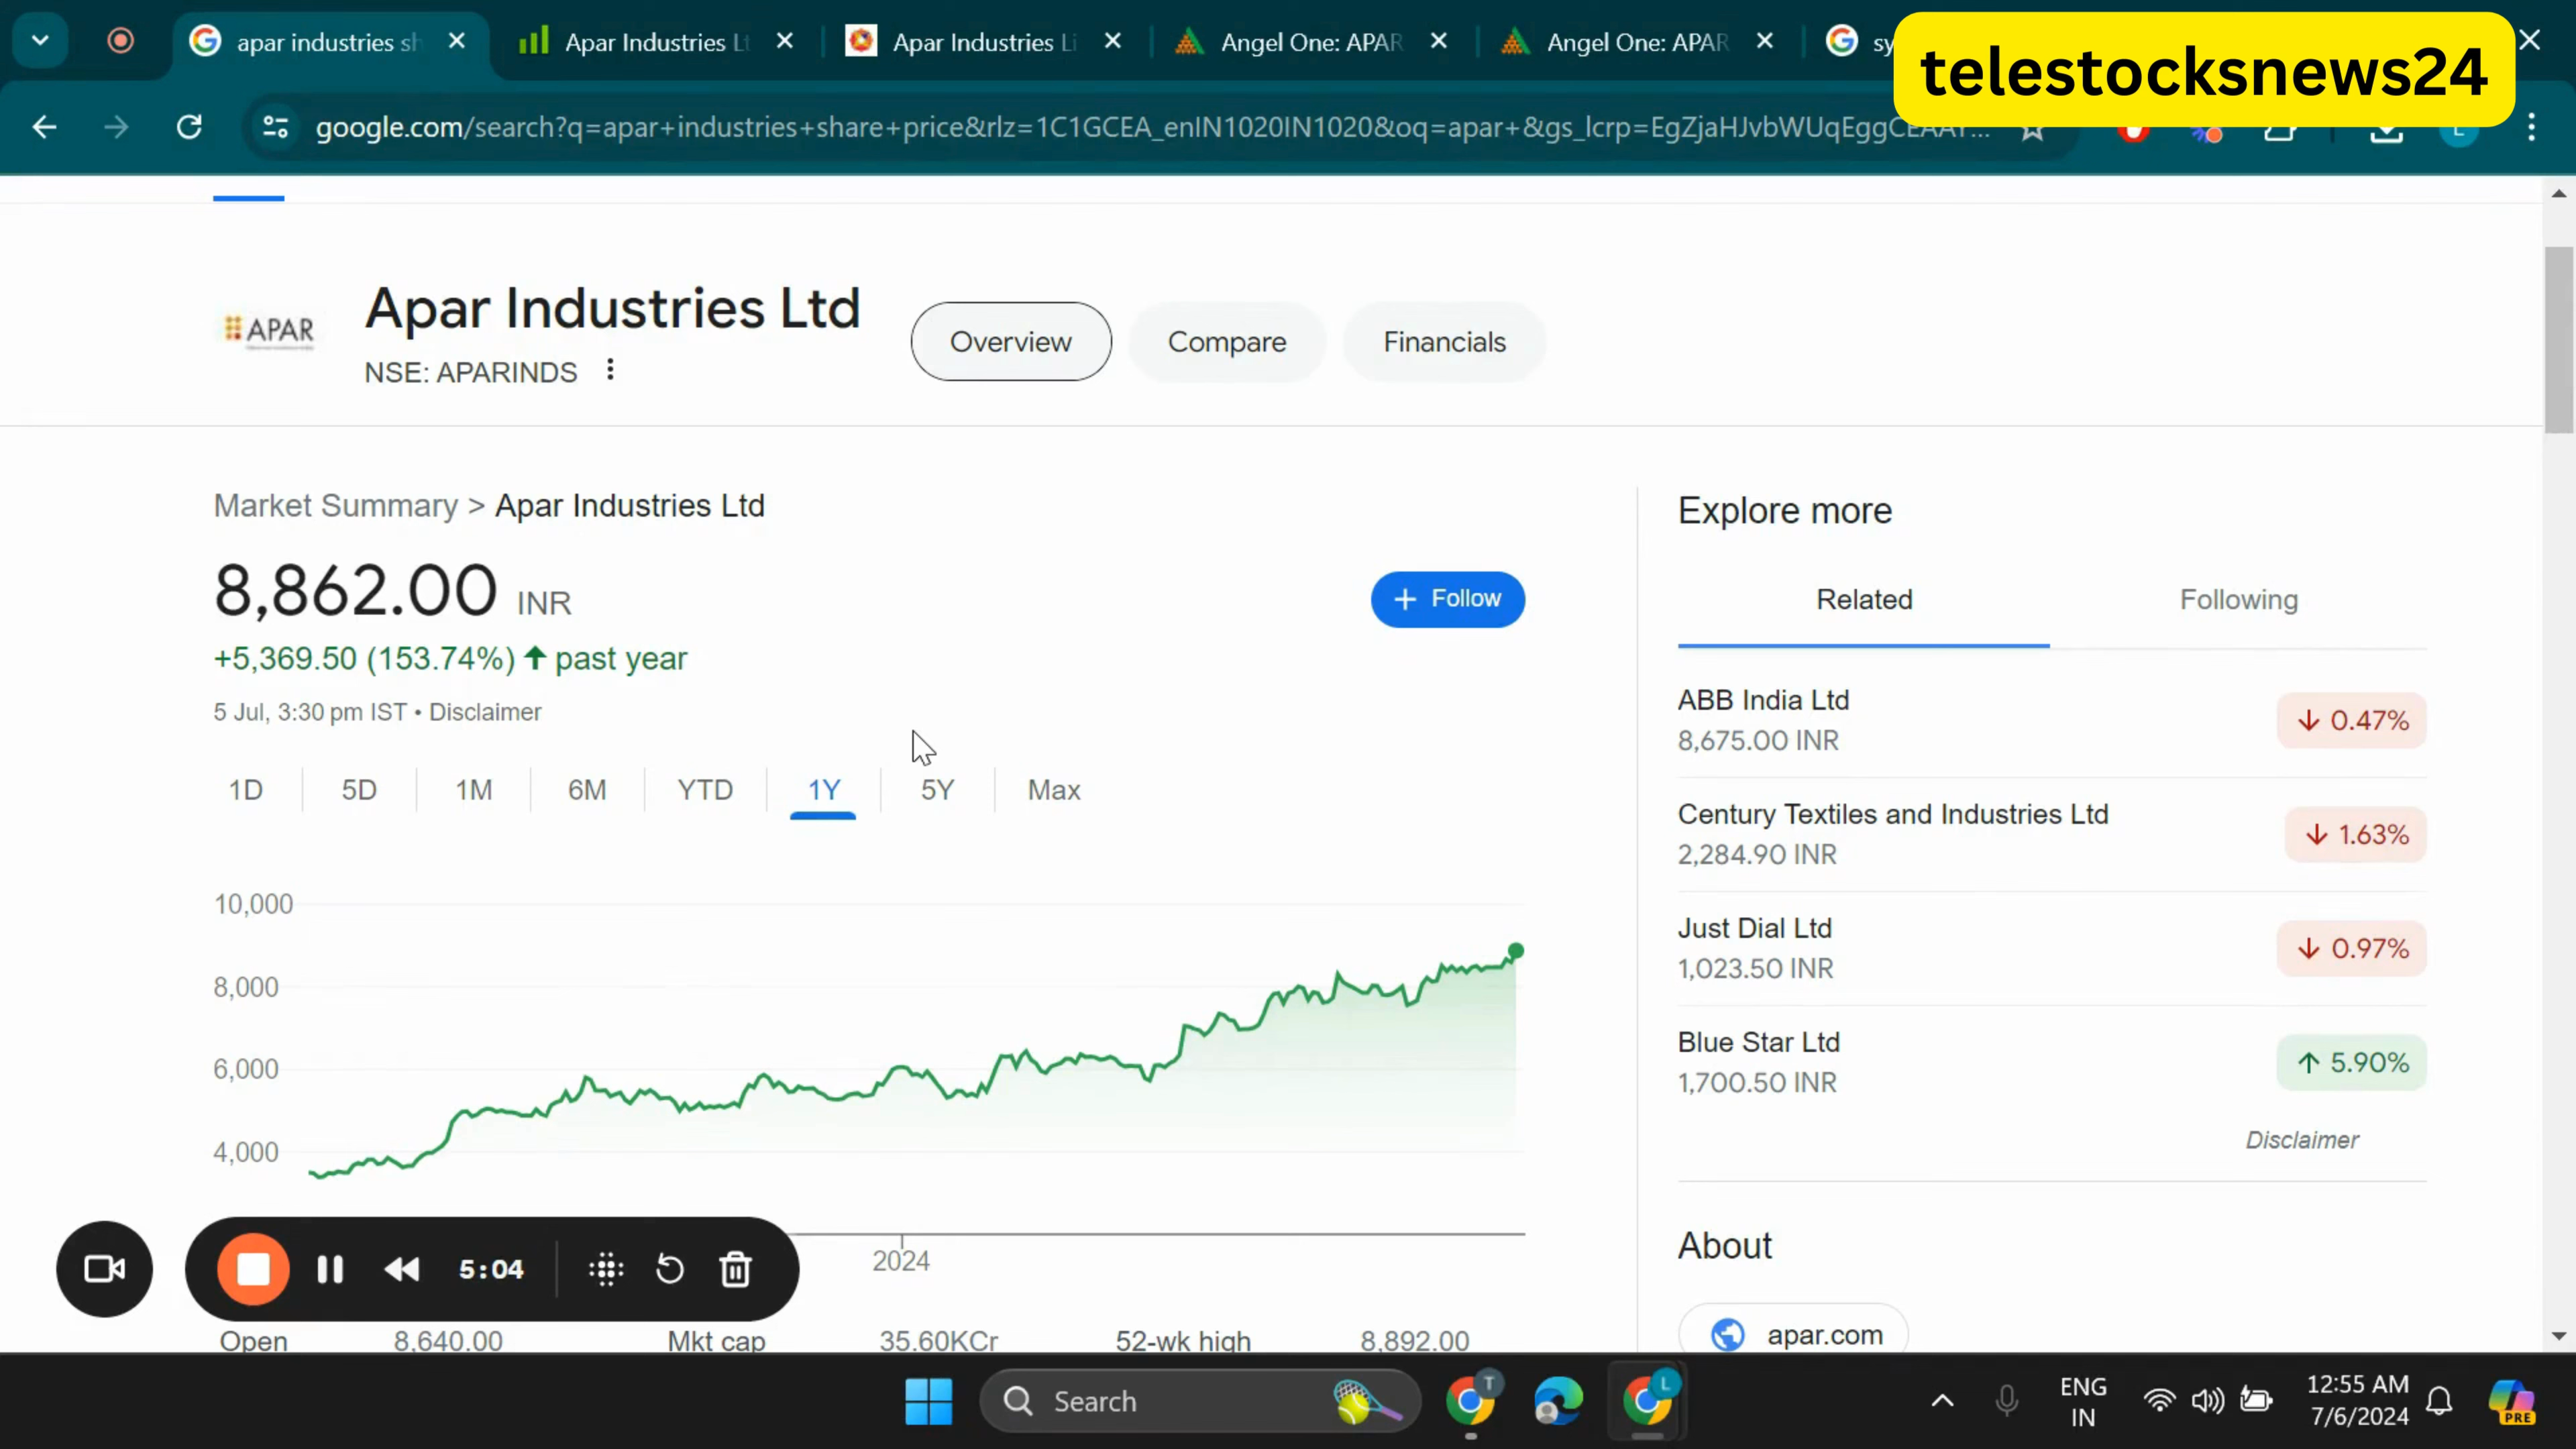 apar industries sh
Apar Industries Lt
Apar Industries Li
Angel One: APAR
Angel One: APAR
sy
telestocksnews24
google.com/search?q=apar+industries+share+price&rlz=1C1GCEA_enIN1020IN1020&oq=apar+&gs_lcrp=EgZjaHJvbWUqEggCEAAY...
L
APAR
Apar Industries Ltd
NSE: APARINDS
Overview
Compare
Financials
Market Summary > Apar Industries Ltd
8,862.00 INR
+5,369.50 (153.74%) ↑ past year
5 Jul, 3:30 pm IST • Disclaimer
+ Follow
1D
5D
1M
6M
YTD
1Y
5Y
Max
10,000
8,000
6,000
4,000
2024
Open 8,640.00 Mkt cap 35.60KCr 52-wk high 8,892.00
Explore more
Related
Following
ABB India Ltd
8,675.00 INR
↓ 0.47%
Century Textiles and Industries Ltd
2,284.90 INR
↓ 1.63%
Just Dial Ltd
1,023.50 INR
↓ 0.97%
Blue Star Ltd
1,700.50 INR
↑ 5.90%
Disclaimer
About
apar.com
5:04
Search
T
L
ENG
IN
12:55 AM
7/6/2024
PRE